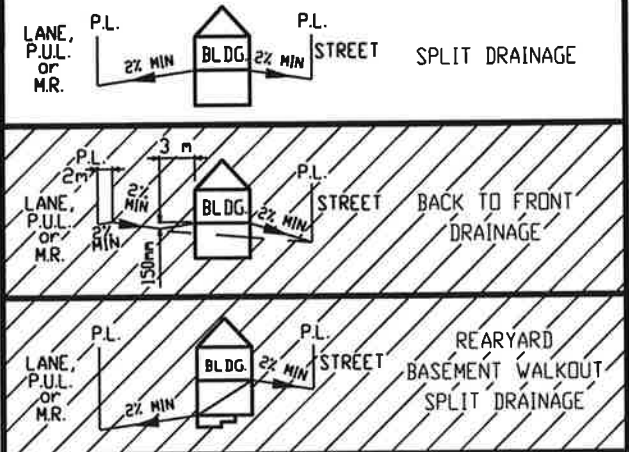 P.L.
P.L.
LANE,
P.U.L.
or
M.R.
2% MIN
BLDG.
2% MIN
STREET
SPLIT DRAINAGE
3 m
P.L.
2m
P.L.
LANE,
P.U.L.
or
M.R.
2%
MIN
2%
MIN
150mm
BLDG.
2% MIN
STREET
BACK TO FRONT
DRAINAGE
P.L.
P.L.
LANE,
P.U.L.
or
M.R.
2% MIN
BLDG.
2% MIN
STREET
REARYARD
BASEMENT WALKOUT
SPLIT DRAINAGE